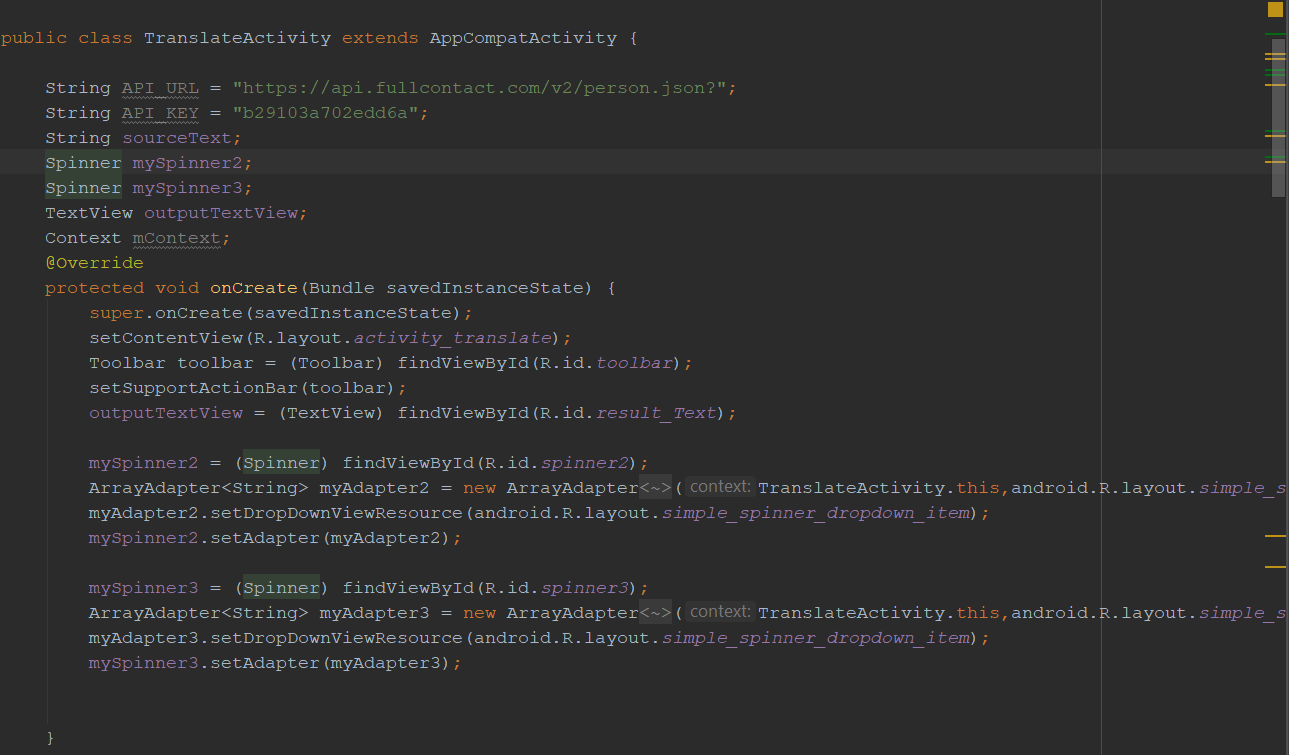 public class TranslateActivity extends AppCompatActivity {
String API_URL = "https://api.fullcontact.com/v2/person.json?";
String API_KEY = "b29103a702edd6a";
String sourceText;
Spinner mySpinner2;
Spinner mySpinner3;
TextView outputTextView;
Context mContext;
@Override
protected void onCreate(Bundle savedInstanceState) {
super.onCreate(savedInstanceState);
setContentView(R.layout.activity_translate);
Toolbar toolbar = (Toolbar) findViewById(R.id.toolbar);
setSupportActionBar(toolbar);
outputTextView = (TextView) findViewById(R.id.result_Text);
mySpinner2 = (Spinner) findViewById(R.id.spinner2);
ArrayAdapter<String> myAdapter2 = new ArrayAdapter<~>( context: TranslateActivity.this,android.R.layout.simple_s
myAdapter2.setDropDownViewResource(android.R.layout.simple_spinner_dropdown_item);
mySpinner2.setAdapter(myAdapter2);
mySpinner3 = (Spinner) findViewById(R.id.spinner3);
ArrayAdapter<String> myAdapter3 = new ArrayAdapter<~>( context: TranslateActivity.this,android.R.layout.simple_s
myAdapter3.setDropDownViewResource(android.R.layout.simple_spinner_dropdown_item);
mySpinner3.setAdapter(myAdapter3);
}